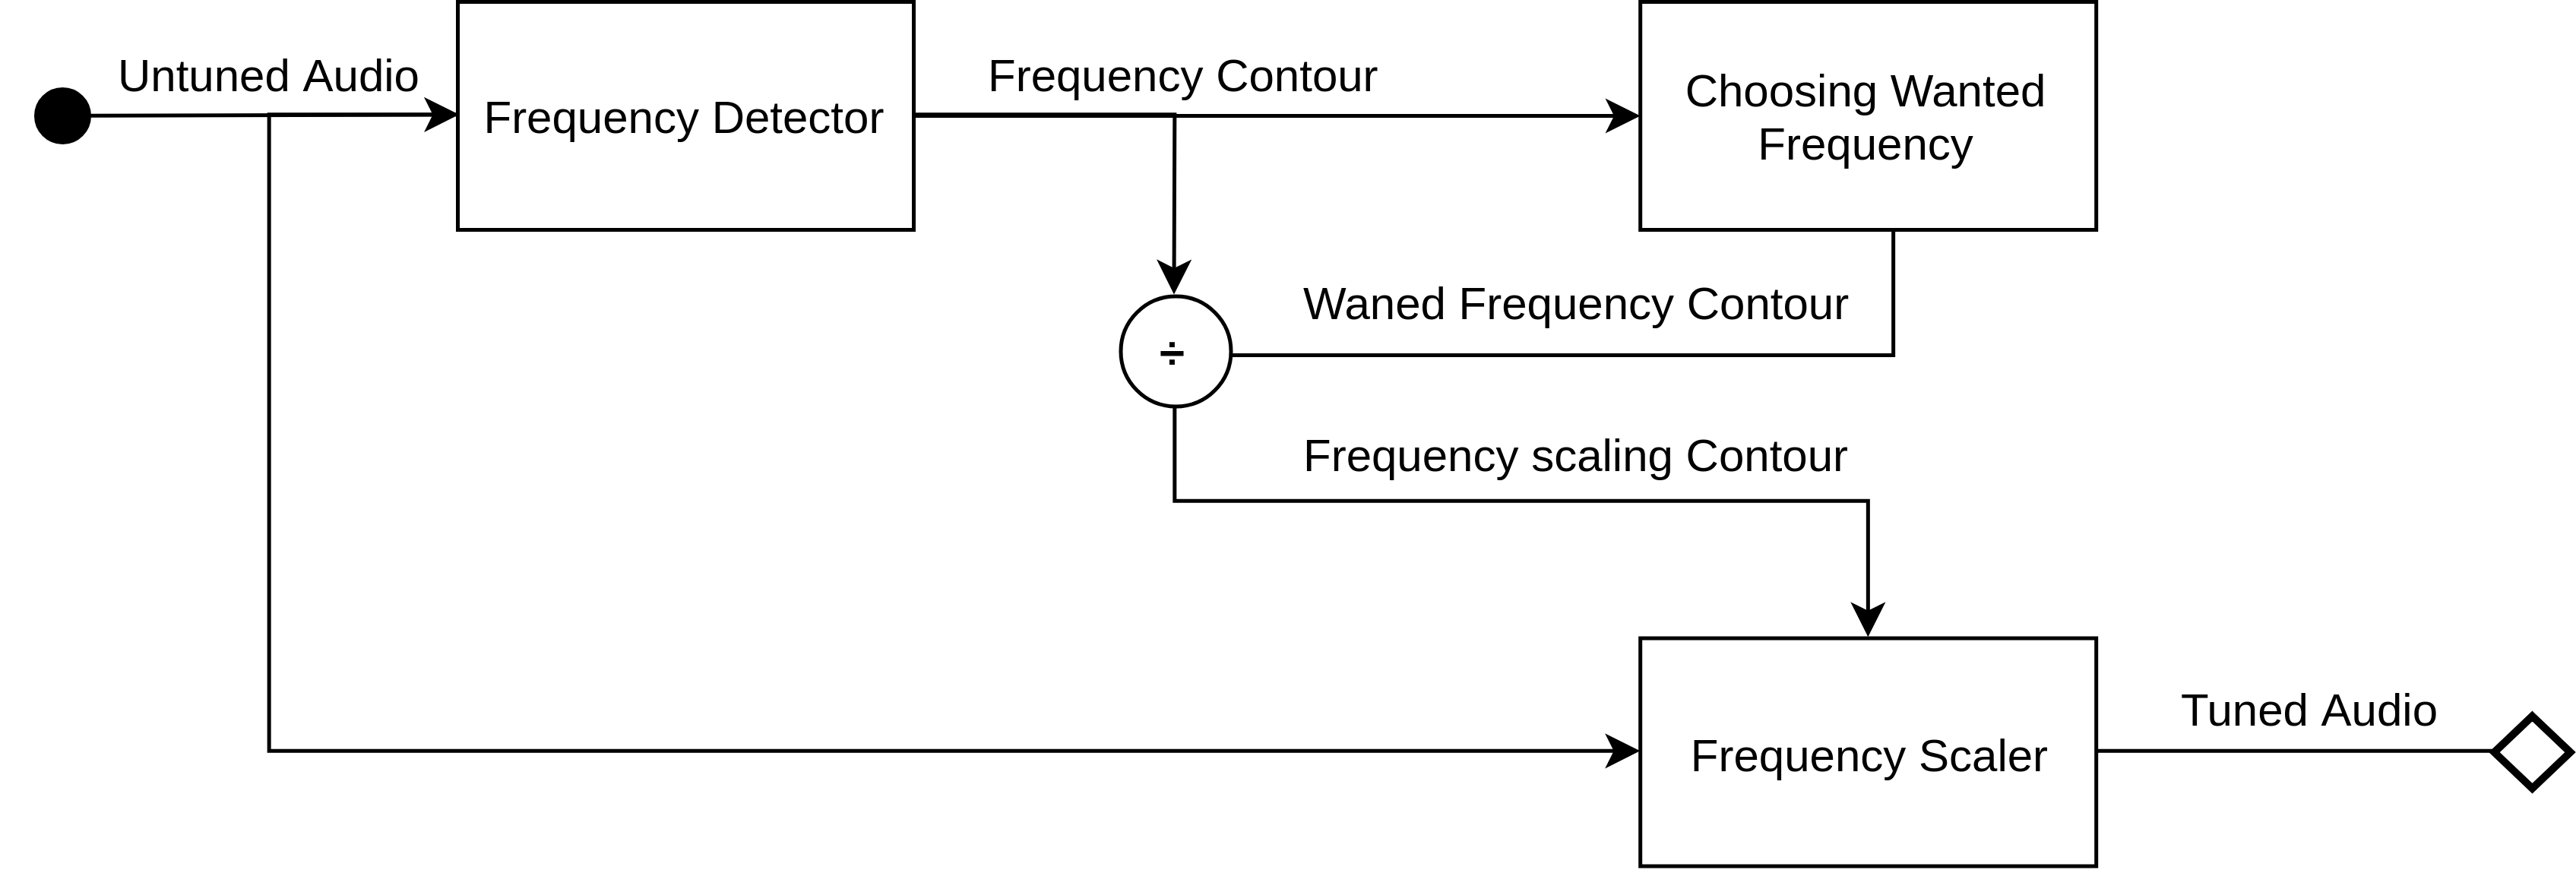 Untuned Audio
Frequency Detector
Frequency Contour
Choosing Wanted
Frequency
Waned Frequency Contour
÷
Frequency scaling Contour
Frequency Scaler
Tuned Audio